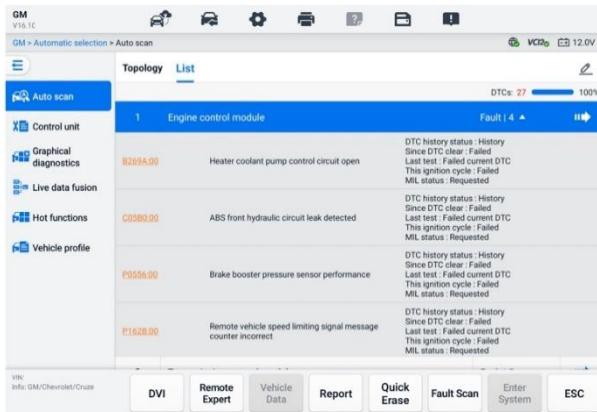 GM
V16.1C
VCI2
12.0V
GM > Automatic selection > Auto scan
Topology List
DTCs: 27 100%
Auto scan
Control unit
Graphical
diagnostics
Live data fusion
Hot functions
Vehicle profile
1 Engine control module Fault | 4
DTC history status : History
Since DTC clear : Failed
B269A:00 Heater coolant pump control circuit open Last test : Failed current DTC
This ignition cycle : Failed
MIL status : Requested
DTC history status : History
Since DTC clear : Failed
C05B0:00 ABS front hydraulic circuit leak detected Last test : Failed current DTC
This ignition cycle : Failed
MIL status : Requested
DTC history status : History
Since DTC clear : Failed
P0556:00 Brake booster pressure sensor performance Last test : Failed current DTC
This ignition cycle : Failed
MIL status : Requested
DTC history status : History
Since DTC clear : Failed
P162B:00 Remote vehicle speed limiting signal message counter incorrect Last test : Failed current DTC
This ignition cycle : Failed
MIL status : Requested
VIN:
Info: GM/Chevrolet/Cruze
DVI
Remote
Expert
Vehicle
Data
Report
Quick
Erase
Fault Scan
Enter
System
ESC